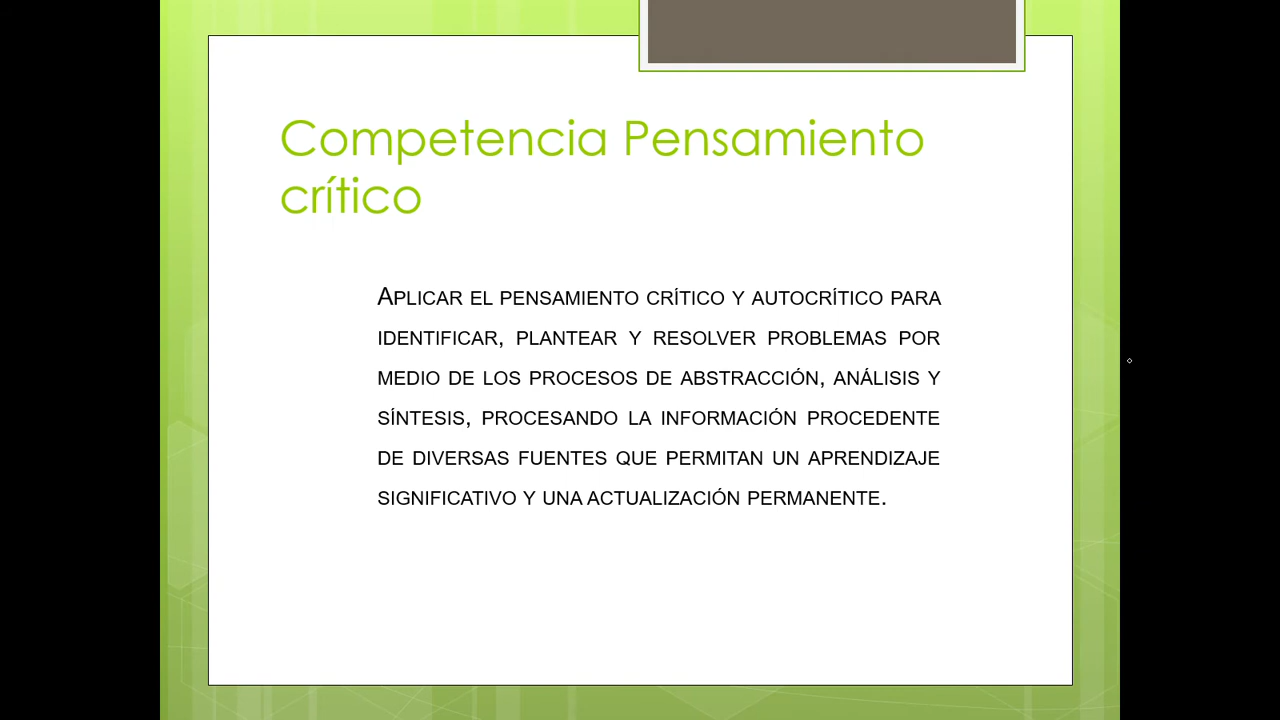 Competencia Pensamiento
crítico
APLICAR EL PENSAMIENTO CRÍTICO Y AUTOCRÍTICO PARA
IDENTIFICAR, PLANTEAR Y RESOLVER PROBLEMAS POR
MEDIO DE LOS PROCESOS DE ABSTRACCIÓN, ANÁLISIS Y
SÍNTESIS, PROCESANDO LA INFORMACIÓN PROCEDENTE
DE DIVERSAS FUENTES QUE PERMITAN UN APRENDIZAJE
SIGNIFICATIVO Y UNA ACTUALIZACIÓN PERMANENTE.